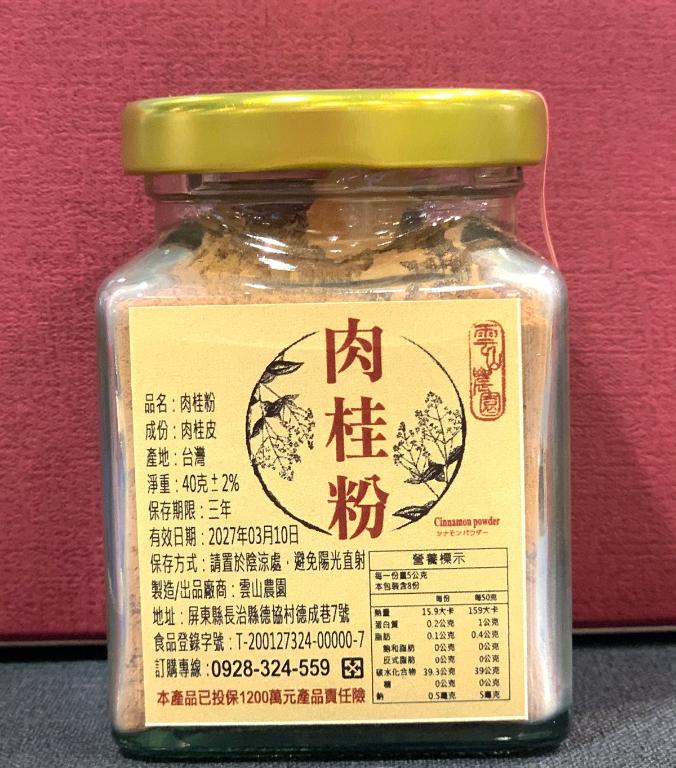 肉桂粉
雲山農園
品名：肉桂粉
成份：肉桂皮
產地：台灣
淨重：40克±2%
保存期限：三年
有效日期：2027年03月10日
保存方式：請置於陰涼處，避免陽光直射
製造/出品廠商：雲山農園
地址：屏東縣長治縣德協村德成巷7號
食品登錄字號：T-200127324-00000-7
訂購專線：0928-324-559
本產品已投保1200萬元產品責任險
Cinnamon powder
シナモンパウダー
營養標示
每一份量5公克
本包裝含8份
每份 每50克
熱量 15.9大卡 159大卡
蛋白質 0.2公克 1公克
脂肪 0.1公克 0.4公克
飽和脂肪 0公克 0公克
反式脂肪 0公克 0公克
碳水化合物 39.3公克 39公克
糖 0公克 0公克
鈉 0.5毫克 5毫克